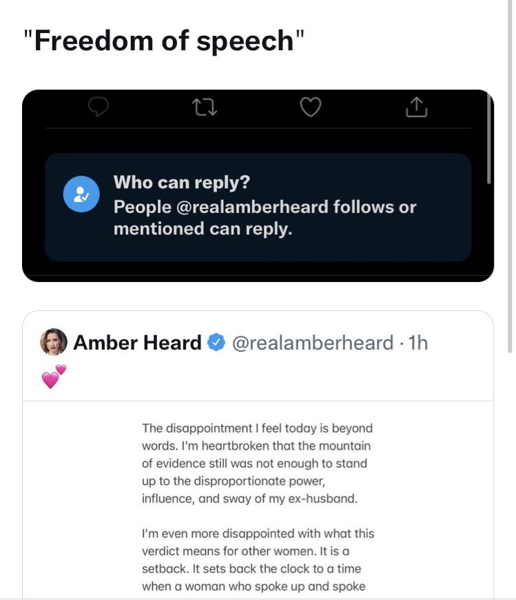 "Freedom of speech"
Who can reply?
People @realamberheard follows or
mentioned can reply.
Amber Heard @realamberheard · 1h
💕
The disappointment I feel today is beyond
words. I'm heartbroken that the mountain
of evidence still was not enough to stand
up to the disproportionate power,
influence, and sway of my ex-husband.
I'm even more disappointed with what this
verdict means for other women. It is a
setback. It sets back the clock to a time
when a woman who spoke up and spoke